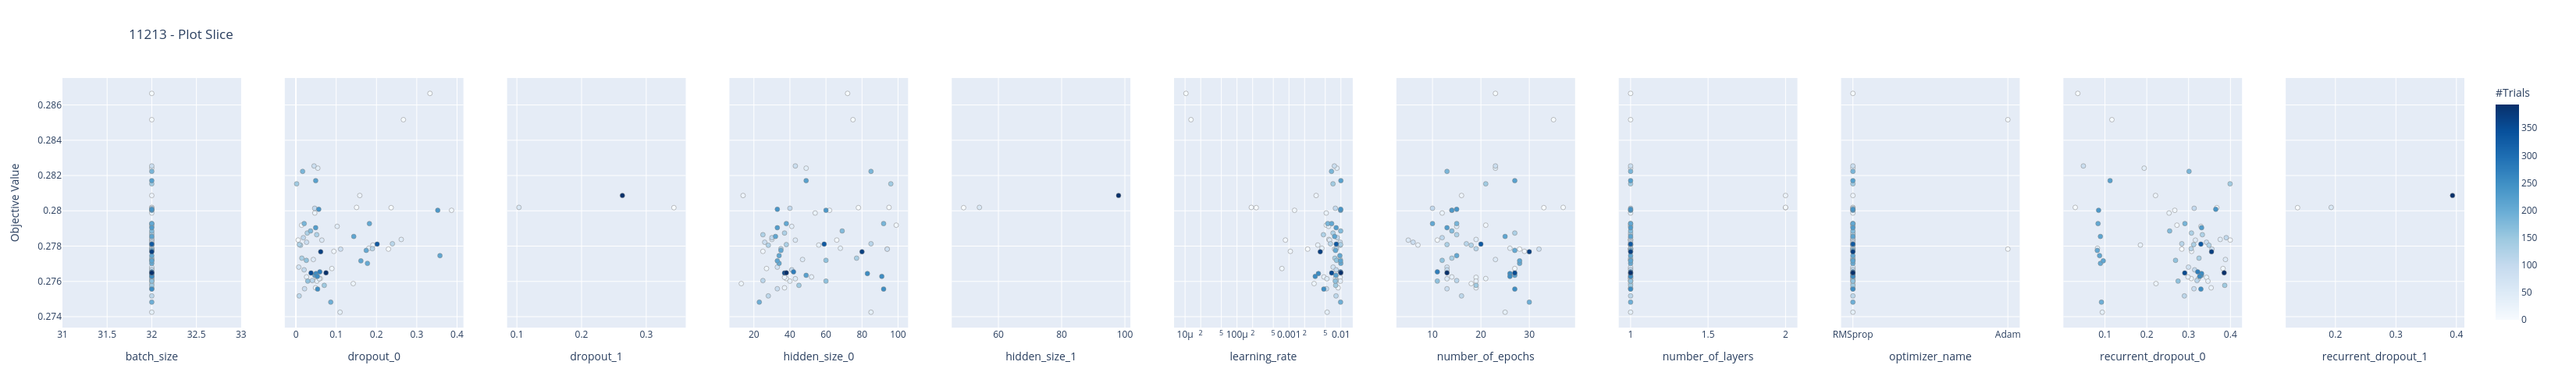 11213 - Plot Slice
#Trials
Objective Value
0.286
0.284
0.282
0.28
0.278
0.276
0.274
350
300
250
200
150
100
50
0
31 31.5 32 32.5 33
0 0.1 0.2 0.3 0.4
0.1 0.2 0.3
20 40 60 80 100
60 80 100
10μ 2 5 100μ 2 5 0.001 2 5 0.01
10 20 30
1 1.5 2
RMSprop Adam
0.1 0.2 0.3 0.4
0.2 0.3 0.4
batch_size
dropout_0
dropout_1
hidden_size_0
hidden_size_1
learning_rate
number_of_epochs
number_of_layers
optimizer_name
recurrent_dropout_0
recurrent_dropout_1